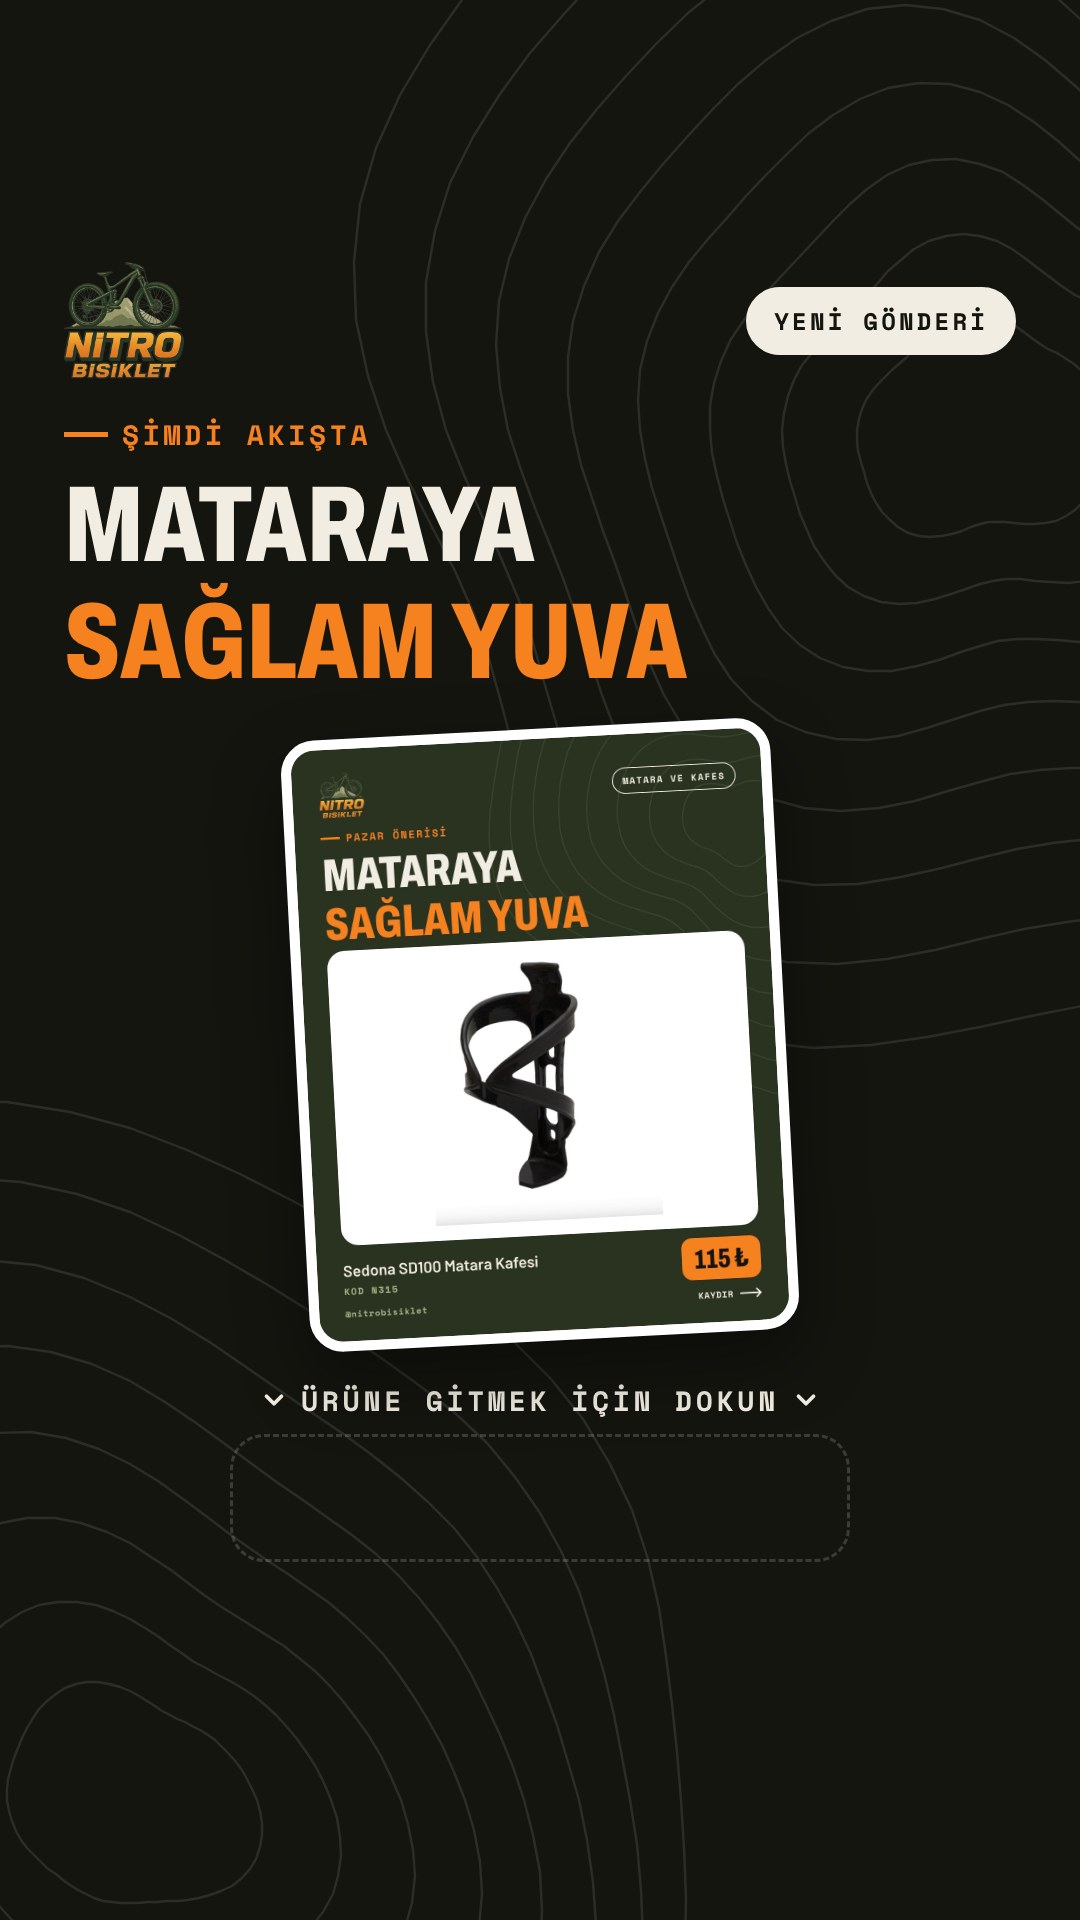 NiTRO
BiSiKLET
YENİ GÖNDERİ
ŞİMDİ AKIŞTA
MATARAYA
SAĞLAM YUVA
NiTRO
BiSiKLET
MATARA VE KAFES
PAZAR ÖNERİSİ
MATARAYA
SAĞLAM YUVA
Sedona SD100 Matara Kafesi
115 ₺
KOD N315
KAYDIR
@nitrobisiklet
ÜRÜNE GİTMEK İÇİN DOKUN